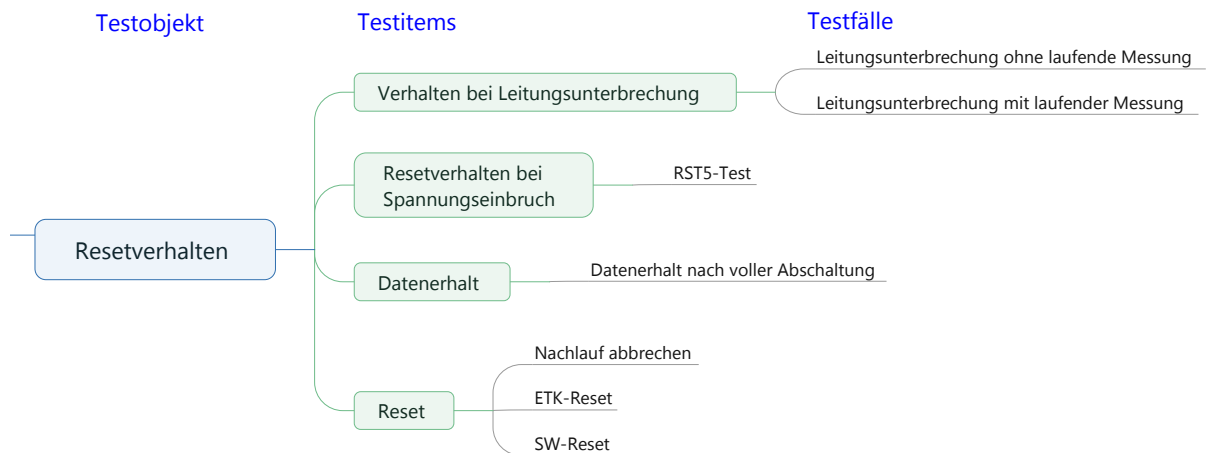 Testobjekt
Testitems
Testfälle
Verhalten bei Leitungsunterbrechung
Leitungsunterbrechung ohne laufende Messung
Leitungsunterbrechung mit laufender Messung
Resetverhalten bei
Spannungseinbruch
RST5-Test
Resetverhalten
Datenerhalt
Datenerhalt nach voller Abschaltung
Reset
Nachlauf abbrechen
ETK-Reset
SW-Reset